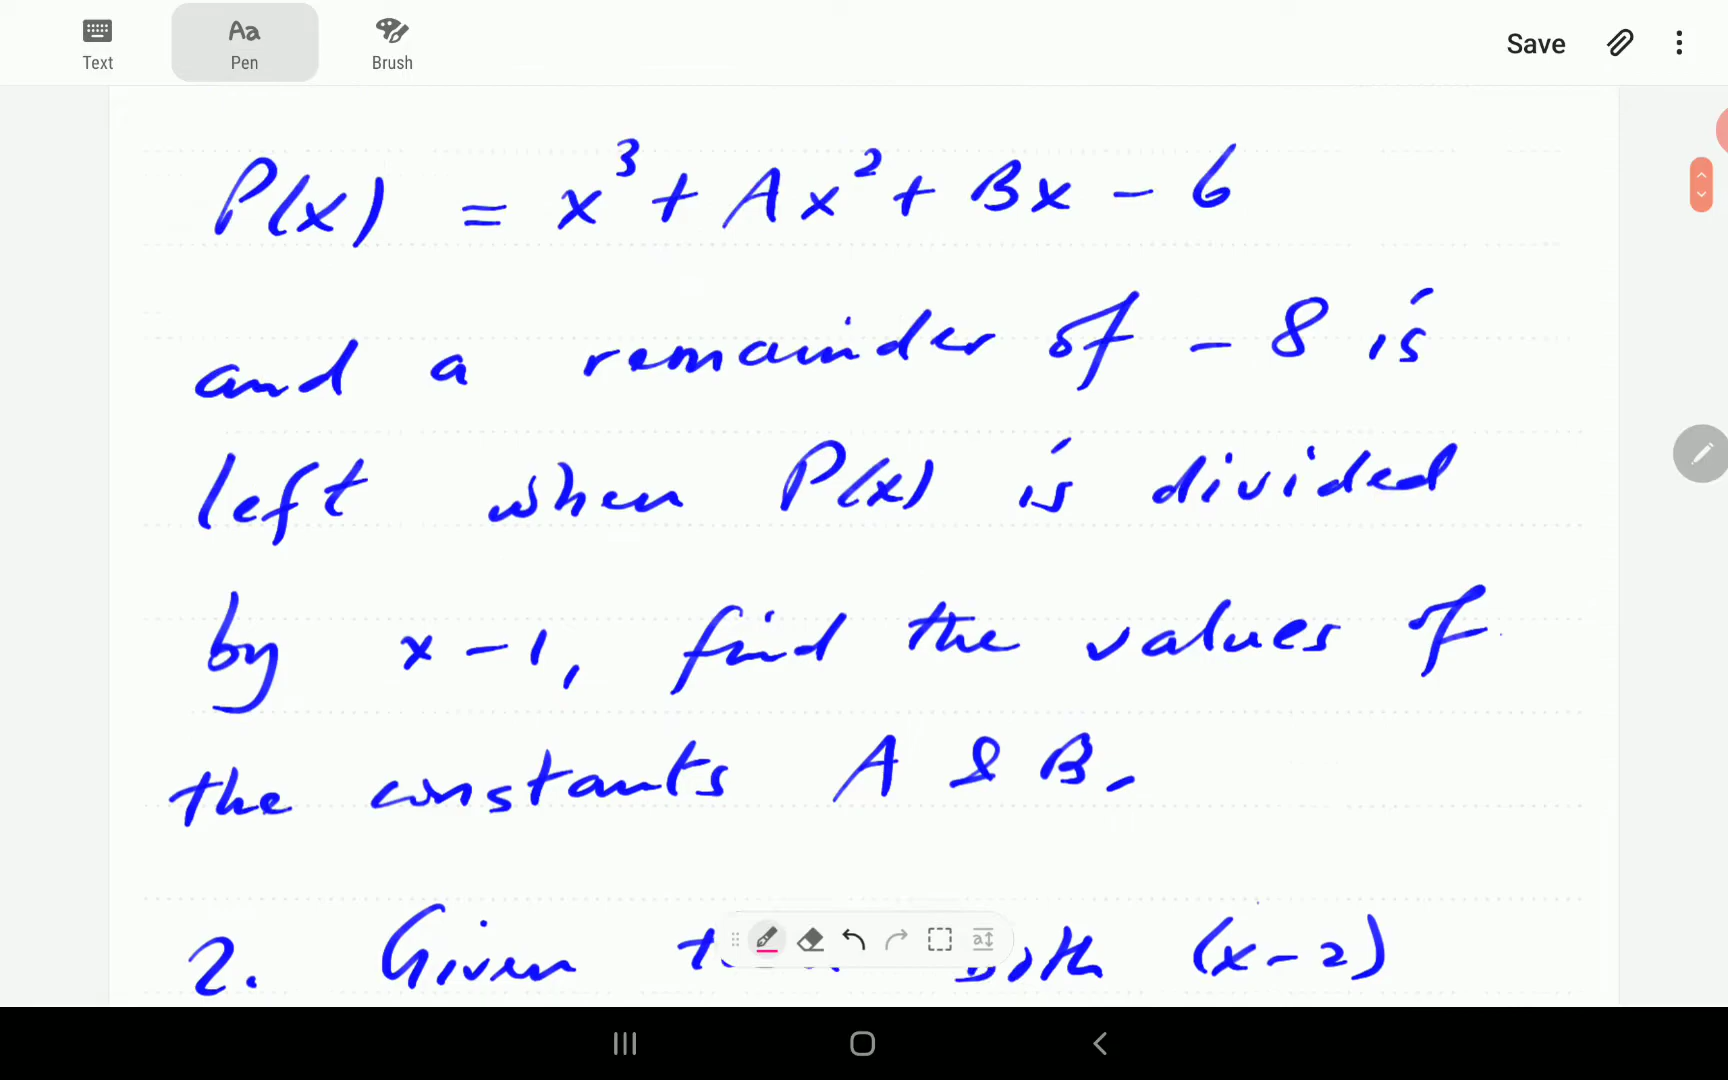 Text Pen Brush Save
P(x) = x³ + Ax² + Bx - 6
and a remainder of - 8 is
left when P(x) is divided
by x - 1, find the values of
the constants A & B.
2. Given both (x - 2)